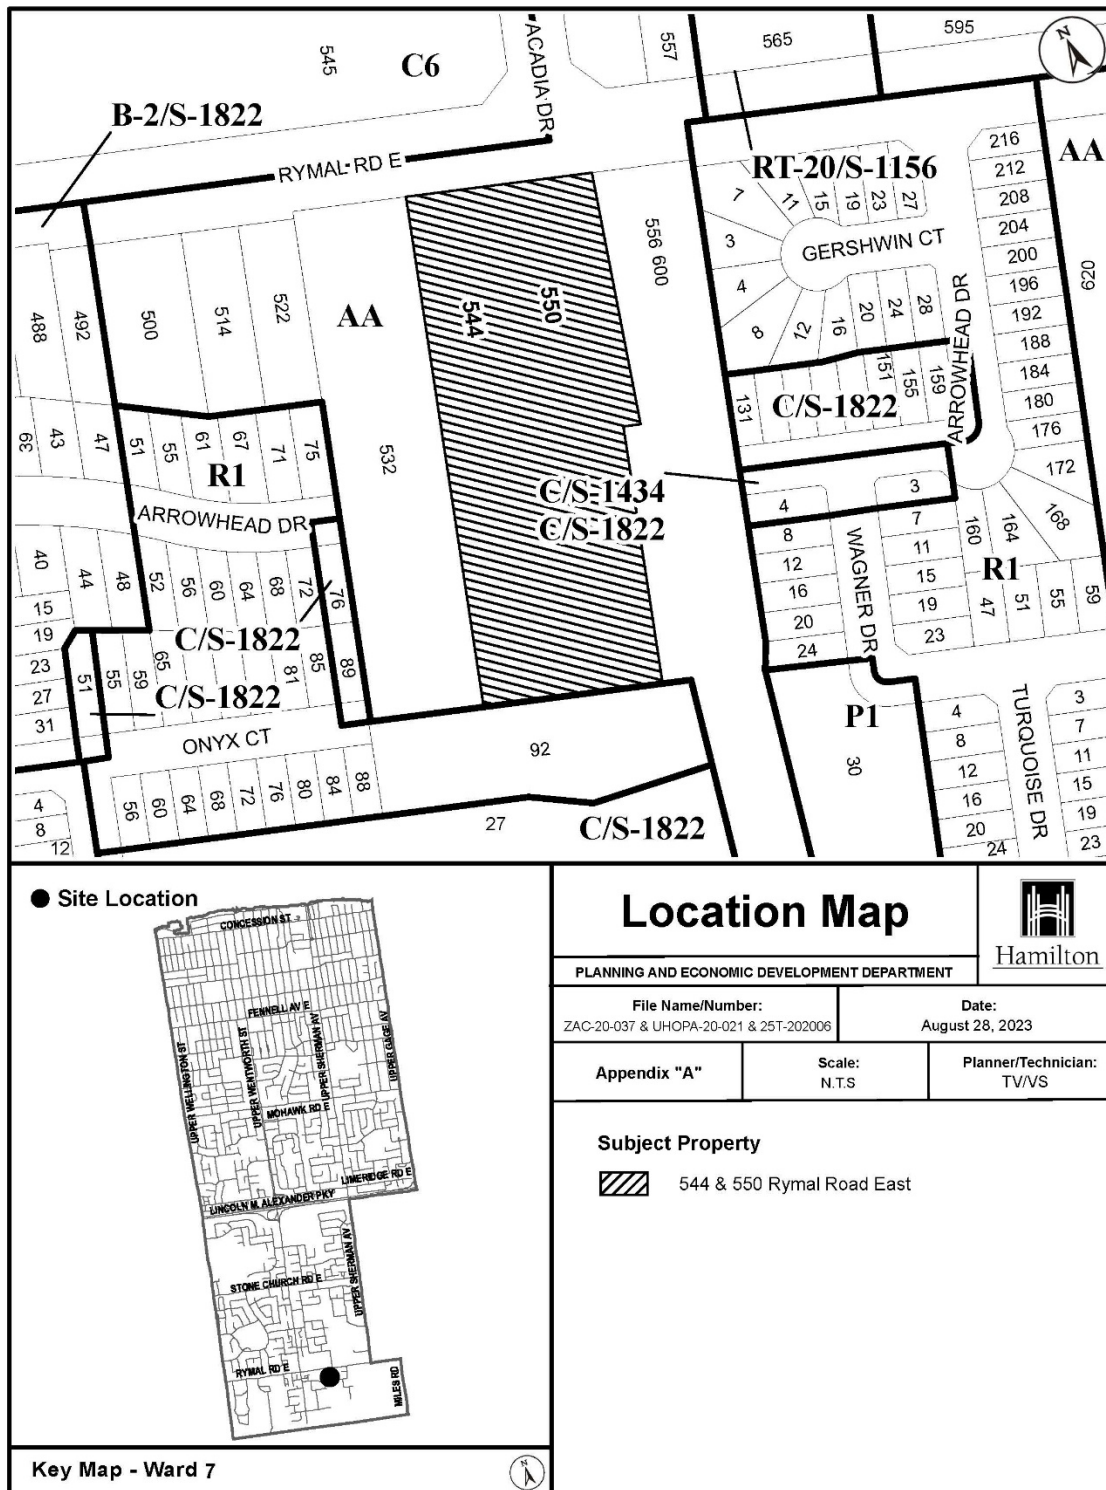 545
C6
ACADIA DR
557
565
595
N
B-2/S-1822
RYMAL RD E
RT-20/S-1156
AA
216
212
208
204
200
196
192
188
184
180
176
172
168
164
160
620
7
11
15
19
23
27
3
4
8
12
16
20
24
28
GERSHWIN CT
ARROWHEAD DR
556 600
544
550
AA
488
492
500
514
522
532
131
151
155
159
C/S-1822
39
43
47
51
55
61
67
71
75
R1
ARROWHEAD DR
C/S-1434
C/S-1822
4
3
8
12
16
20
24
WAGNER DR
7
11
15
19
23
R1
47
51
55
59
40
44
48
52
56
60
64
68
72
76
15
19
23
27
31
C/S-1822
51
55
59
65
81
85
89
C/S-1822
ONYX CT
92
P1
30
4
8
12
16
20
24
TURQUOISE DR
3
7
11
15
19
23
4
8
12
56
60
64
68
72
76
80
84
88
27
C/S-1822
Site Location
CONCESSION ST
FENNELL AV E
UPPER WELLINGTON ST
UPPER WENTWORTH ST
UPPER SHERMAN AV
UPPER GAGE AV
MOHAWK RD E
LIMERIDGE RD E
LINCOLN M. ALEXANDER PKY
STONE CHURCH RD E
UPPER SHERMAN AV
RYMAL RD E
MILES RD
Key Map - Ward 7
N
Location Map
Hamilton
PLANNING AND ECONOMIC DEVELOPMENT DEPARTMENT
File Name/Number:
ZAC-20-037 & UHOPA-20-021 & 25T-202006
Date:
August 28, 2023
Appendix "A"
Scale:
N.T.S
Planner/Technician:
TV/VS
Subject Property
544 & 550 Rymal Road East